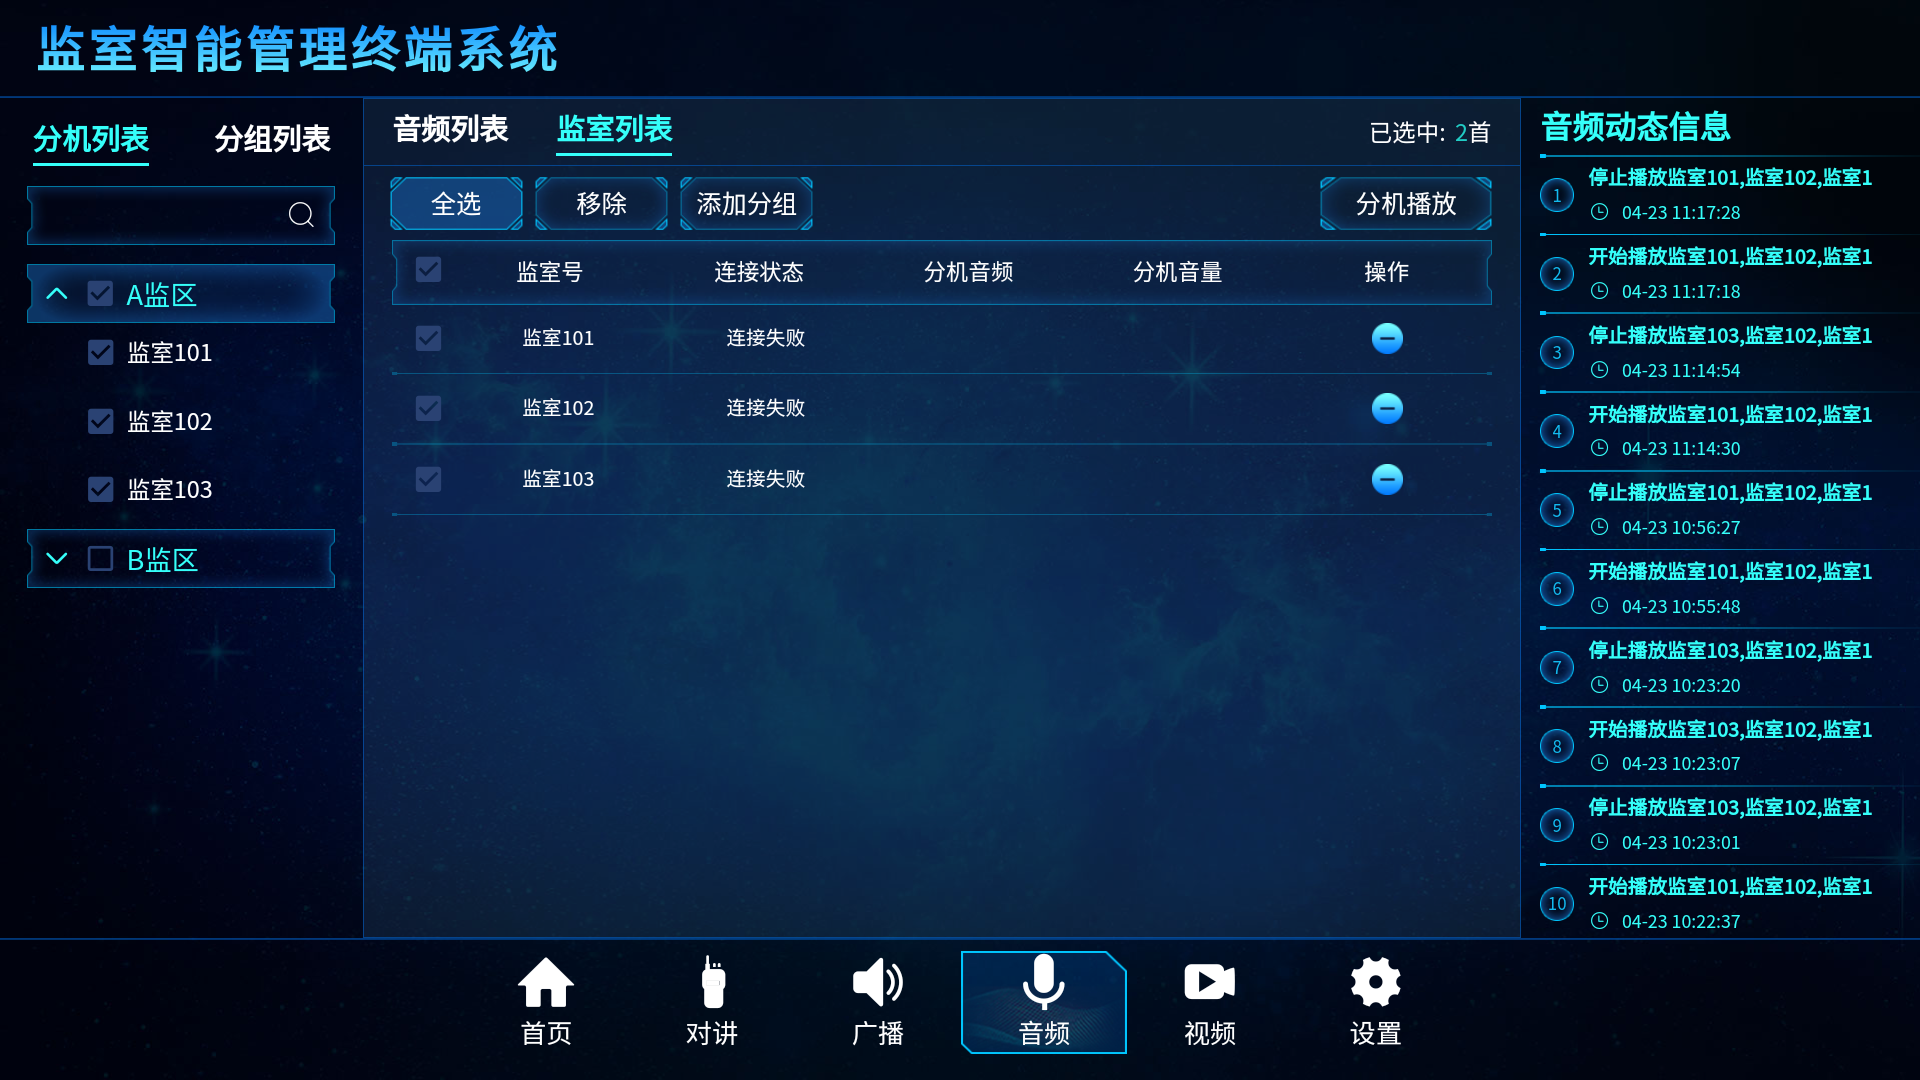 监室智能管理终端系统
分机列表 分组列表
A监区
监室101
监室102
监室103
B监区
音频列表 监室列表 已选中: 2首
全选 移除 添加分组 分机播放
监室号 连接状态 分机音频 分机音量 操作
监室101 连接失败
监室102 连接失败
监室103 连接失败
音频动态信息
1 停止播放监室101,监室102,监室1
04-23 11:17:28
2 开始播放监室101,监室102,监室1
04-23 11:17:18
3 停止播放监室103,监室102,监室1
04-23 11:14:54
4 开始播放监室101,监室102,监室1
04-23 11:14:30
5 停止播放监室101,监室102,监室1
04-23 10:56:27
6 开始播放监室101,监室102,监室1
04-23 10:55:48
7 停止播放监室103,监室102,监室1
04-23 10:23:20
8 开始播放监室103,监室102,监室1
04-23 10:23:07
9 停止播放监室103,监室102,监室1
04-23 10:23:01
10 开始播放监室101,监室102,监室1
04-23 10:22:37
首页 对讲 广播 音频 视频 设置